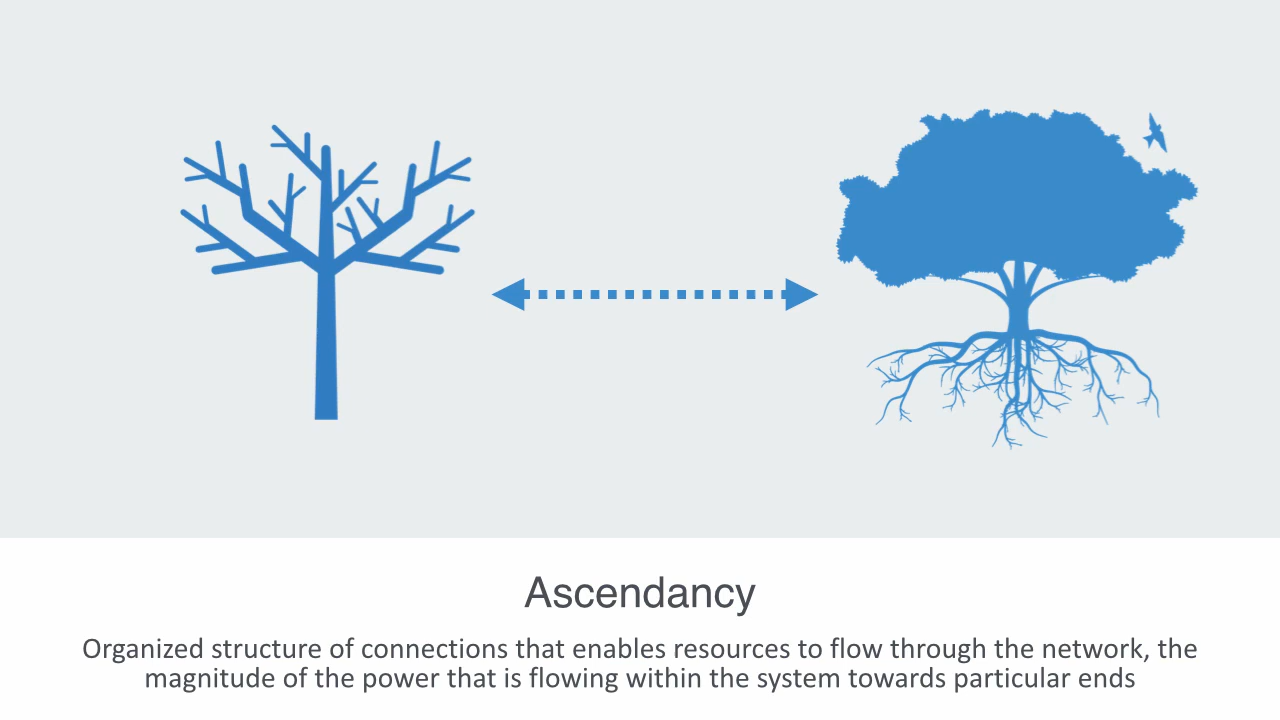 Ascendancy
Organized structure of connections that enables resources to flow through the network, the
magnitude of the power that is flowing within the system towards particular ends